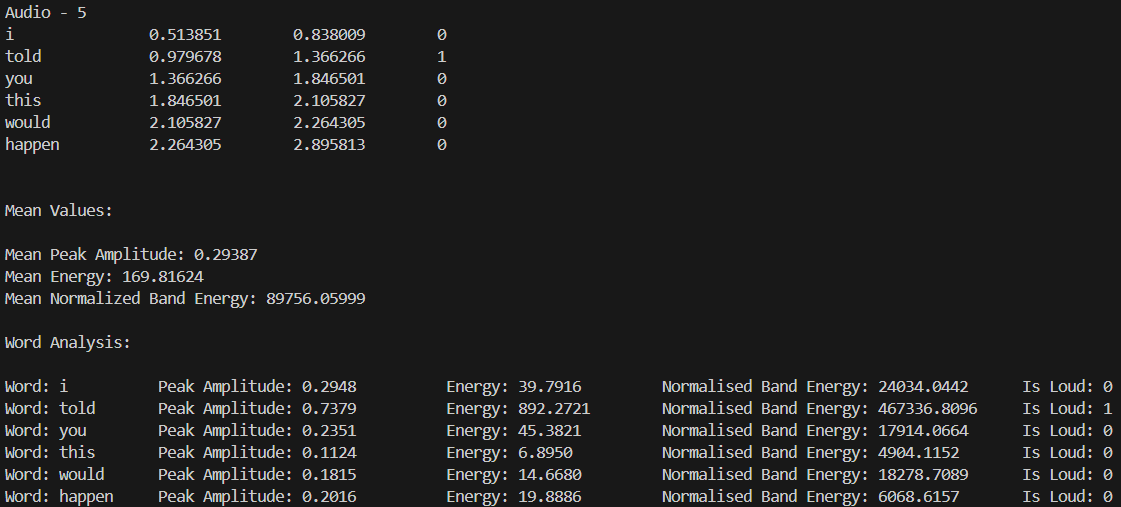 Audio - 5
i 0.513851 0.838009 0
told 0.979678 1.366266 1
you 1.366266 1.846501 0
this 1.846501 2.105827 0
would 2.105827 2.264305 0
happen 2.264305 2.895813 0
Mean Values:
Mean Peak Amplitude: 0.29387
Mean Energy: 169.81624
Mean Normalized Band Energy: 89756.05999
Word Analysis:
Word: i Peak Amplitude: 0.2948 Energy: 39.7916 Normalised Band Energy: 24034.0442 Is Loud: 0
Word: told Peak Amplitude: 0.7379 Energy: 892.2721 Normalised Band Energy: 467336.8096 Is Loud: 1
Word: you Peak Amplitude: 0.2351 Energy: 45.3821 Normalised Band Energy: 17914.0664 Is Loud: 0
Word: this Peak Amplitude: 0.1124 Energy: 6.8950 Normalised Band Energy: 4904.1152 Is Loud: 0
Word: would Peak Amplitude: 0.1815 Energy: 14.6680 Normalised Band Energy: 18278.7089 Is Loud: 0
Word: happen Peak Amplitude: 0.2016 Energy: 19.8886 Normalised Band Energy: 6068.6157 Is Loud: 0